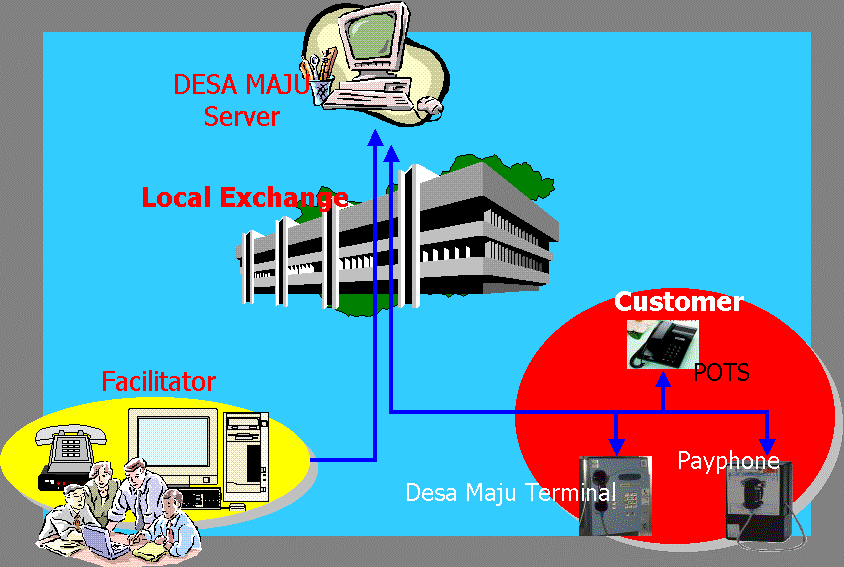 DESA MAJU
Server
Local Exchange
Customer
POTS
Facilitator
Payphone
Desa Maju Terminal